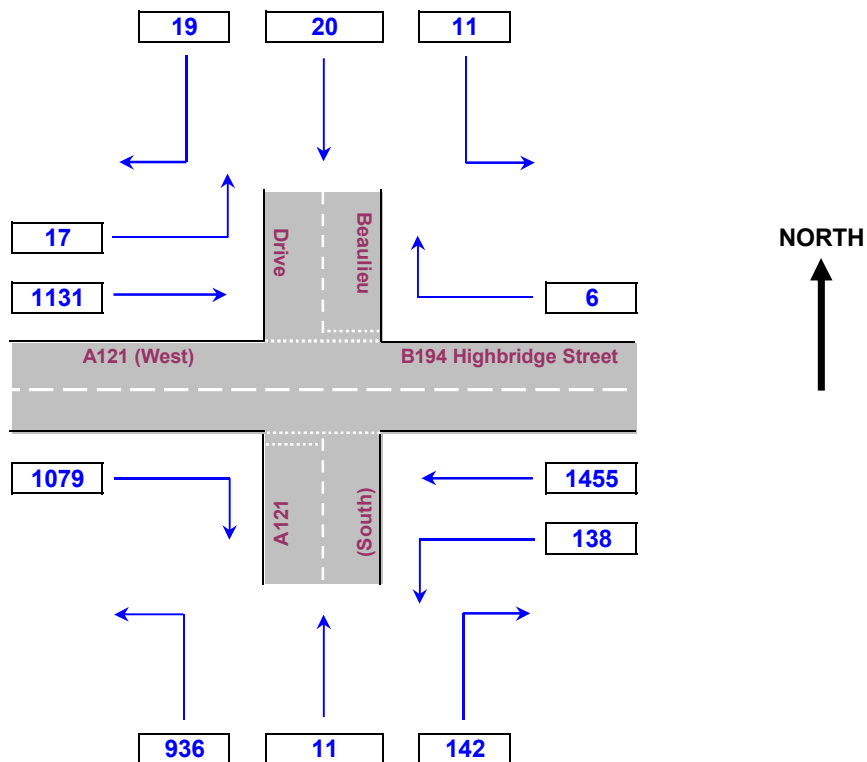 19 20 11
17
Drive
Beaulieu
NORTH
1131
6
A121 (West)
B194 Highbridge Street
1079
A121
(South)
1455
138
936 11 142